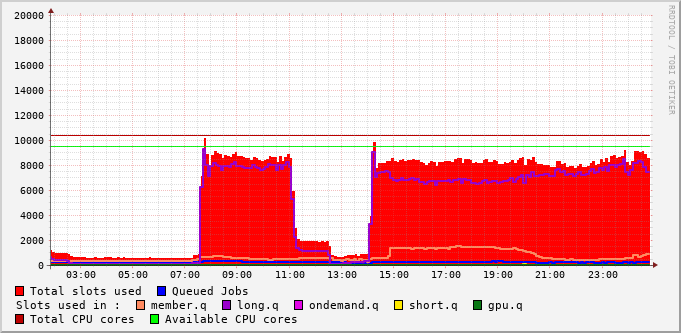 20000
18000
16000
14000
12000
10000
8000
6000
4000
2000
0
03:00 05:00 07:00 09:00 11:00 13:00 15:00 17:00 19:00 21:00 23:00
Total slots used Queued Jobs
Slots used in : member.q long.q ondemand.q short.q gpu.q
Total CPU cores Available CPU cores
RRDTOOL / TOBI OETIKER